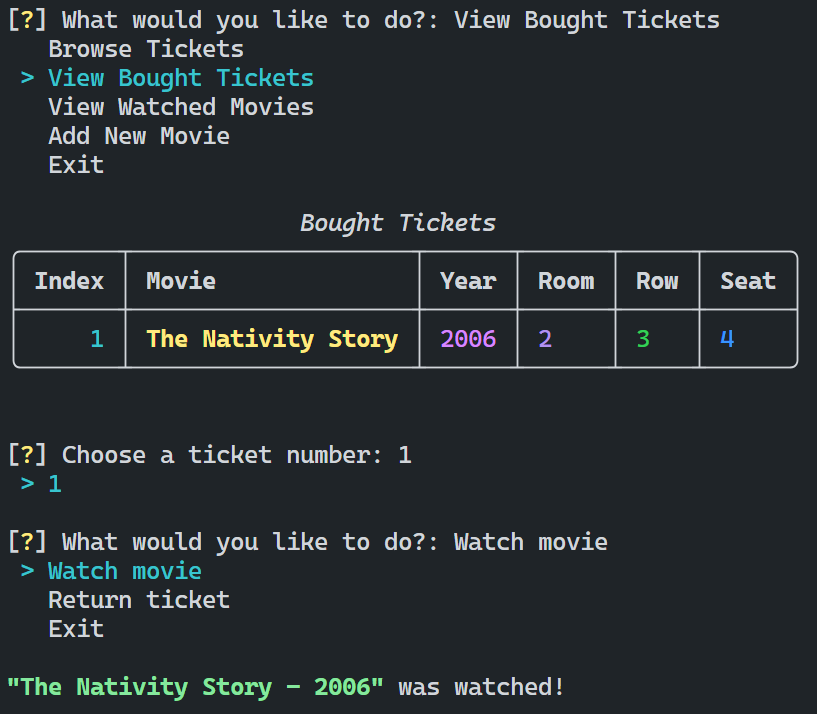 [?] What would you like to do?: View Bought Tickets
Browse Tickets
> View Bought Tickets
View Watched Movies
Add New Movie
Exit
Bought Tickets
Index Movie Year Room Row Seat
1 The Nativity Story 2006 2 3 4
[?] Choose a ticket number: 1
> 1
[?] What would you like to do?: Watch movie
> Watch movie
Return ticket
Exit
"The Nativity Story - 2006" was watched!